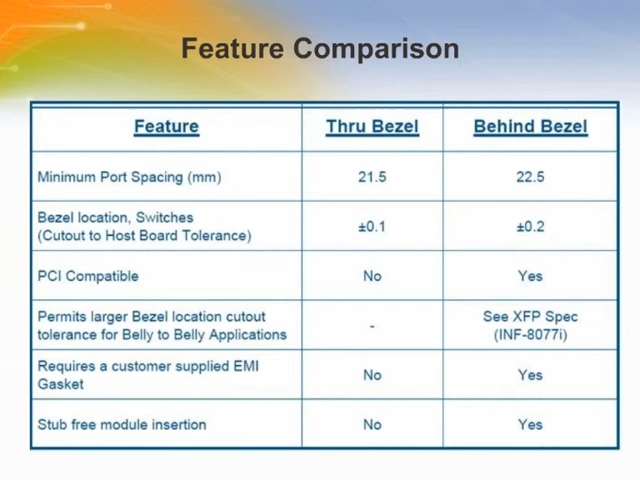 Feature Comparison
Feature Thru Bezel Behind Bezel
Minimum Port Spacing (mm) 21.5 22.5
Bezel location, Switches
(Cutout to Host Board Tolerance) ±0.1 ±0.2
PCI Compatible No Yes
Permits larger Bezel location cutout
tolerance for Belly to Belly Applications - See XFP Spec
(INF-8077i)
Requires a customer supplied EMI
Gasket No Yes
Stub free module insertion No Yes